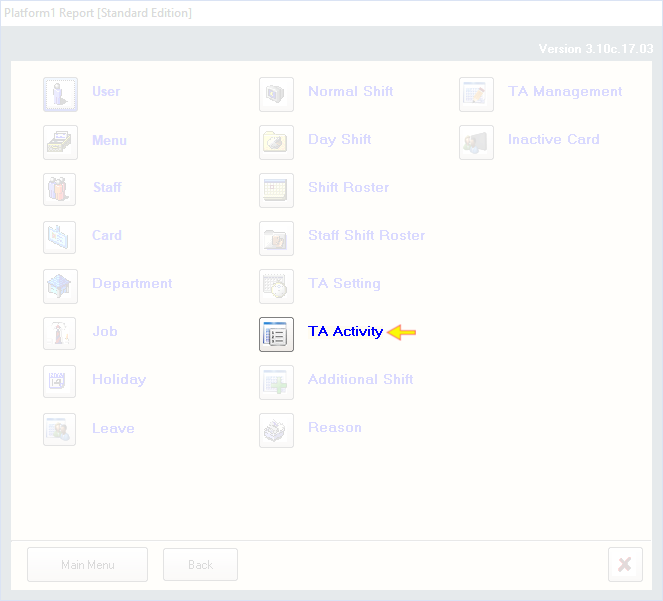 Platform1 Report [Standard Edition]
Version 3.10c.17.03
User
Menu
Staff
Card
Department
Job
Holiday
Leave
Normal Shift
Day Shift
Shift Roster
Staff Shift Roster
TA Setting
TA Activity
Additional Shift
Reason
TA Management
Inactive Card
Main Menu
Back